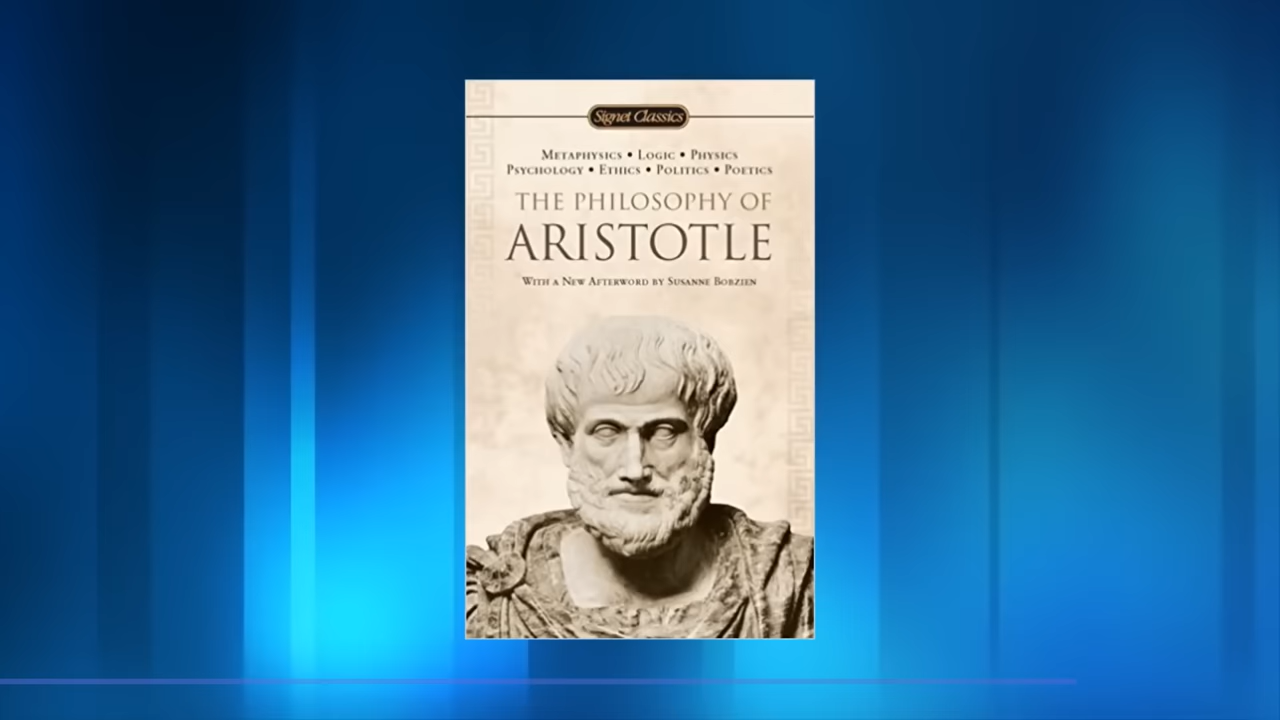 Signet Classics
METAPHYSICS • LOGIC • PHYSICS
PSYCHOLOGY • ETHICS • POLITICS • POETICS
THE PHILOSOPHY OF
ARISTOTLE
WITH A NEW AFTERWORD BY SUSANNE BOBZIEN